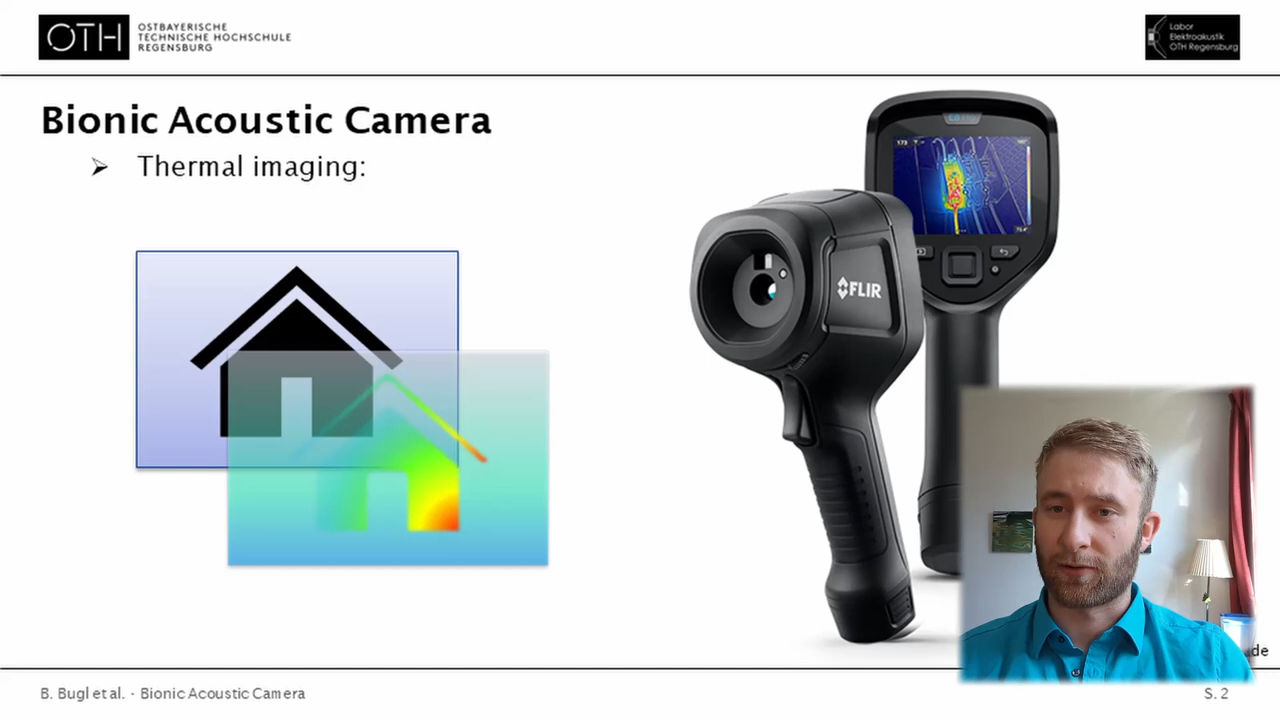 OTH
OSTBAYERISCHE
TECHNISCHE HOCHSCHULE
REGENSBURG
Labor
Elektroakustik
OTH Regensburg
Bionic Acoustic Camera
➢ Thermal imaging:
FLIR
B. Bugl et al. - Bionic Acoustic Camera
S. 2